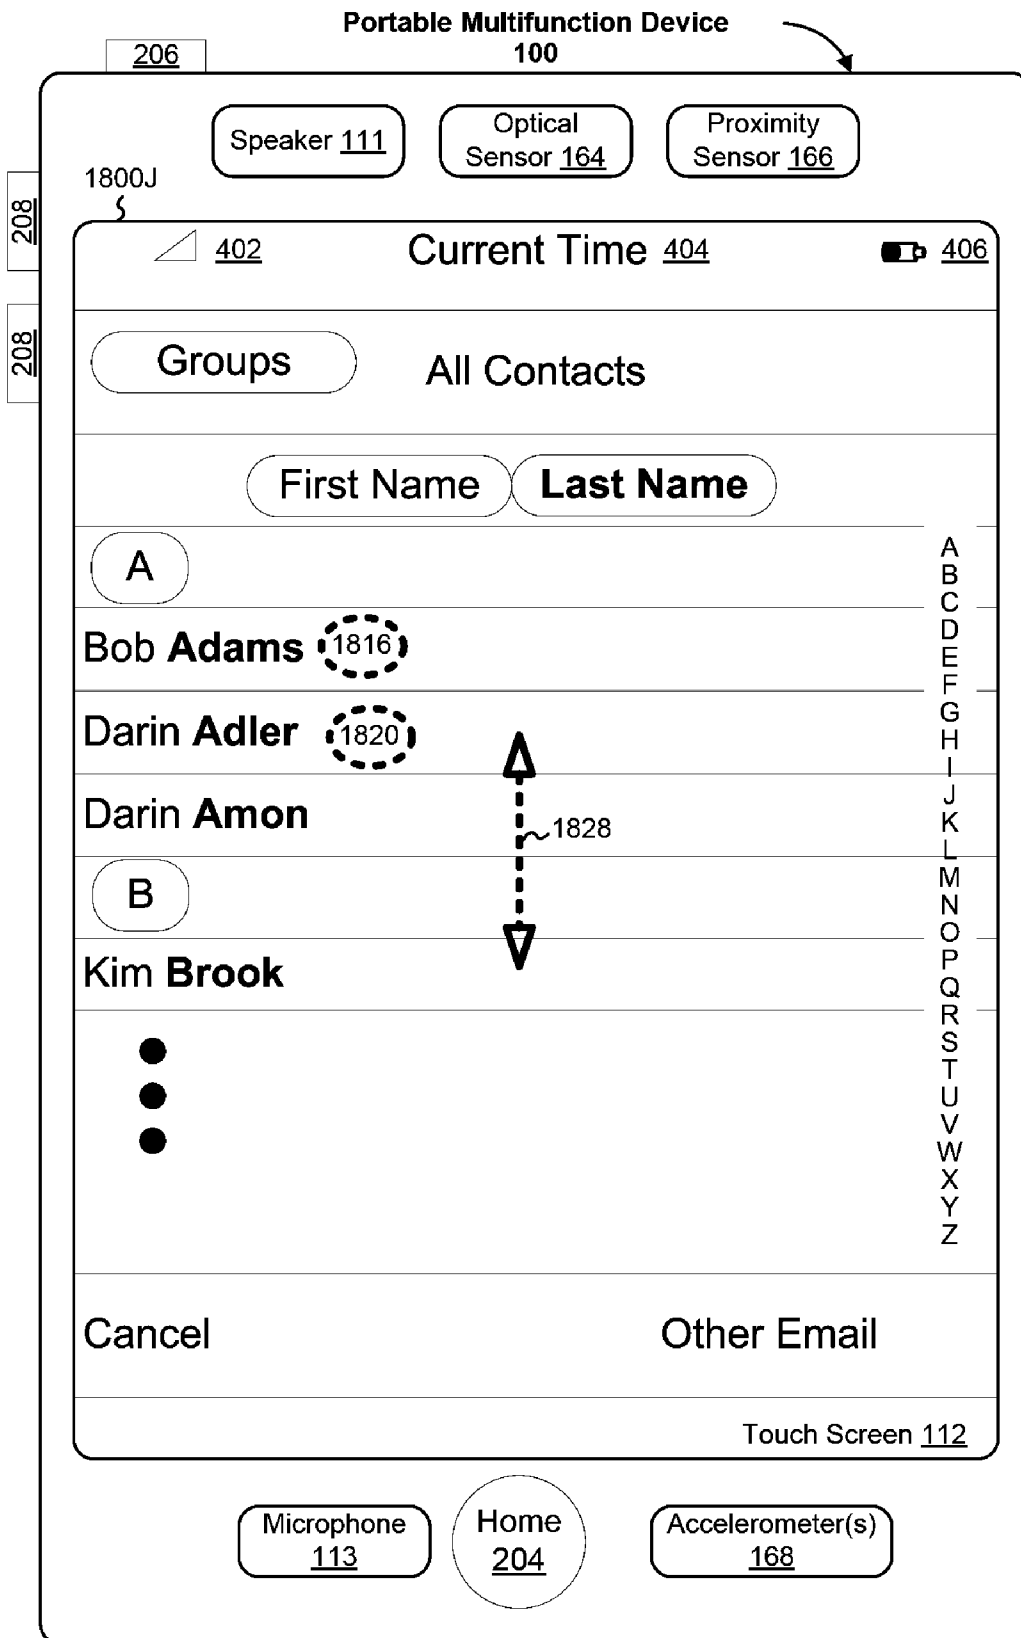 Portable Multifunction Device
100
206
Speaker 111
Optical
Sensor 164
Proximity
Sensor 166
1800J
208
208
402
Current Time 404
406
Groups
All Contacts
First Name
Last Name
A
Bob Adams
1816
Darin Adler
1820
Darin Amon
1828
B
Kim Brook
A
B
C
D
E
F
G
H
I
J
K
L
M
N
O
P
Q
R
S
T
U
V
W
X
Y
Z
Cancel
Other Email
Touch Screen 112
Microphone
113
Home
204
Accelerometer(s)
168